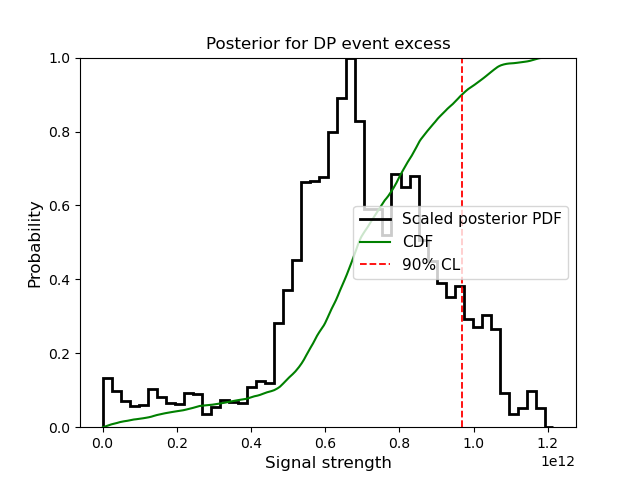 Posterior for DP event excess
Probability
1.0
0.8
0.6
0.4
0.2
0.0
Scaled posterior PDF
CDF
90% CL
0.0 0.2 0.4 0.6 0.8 1.0 1.2
1e12
Signal strength